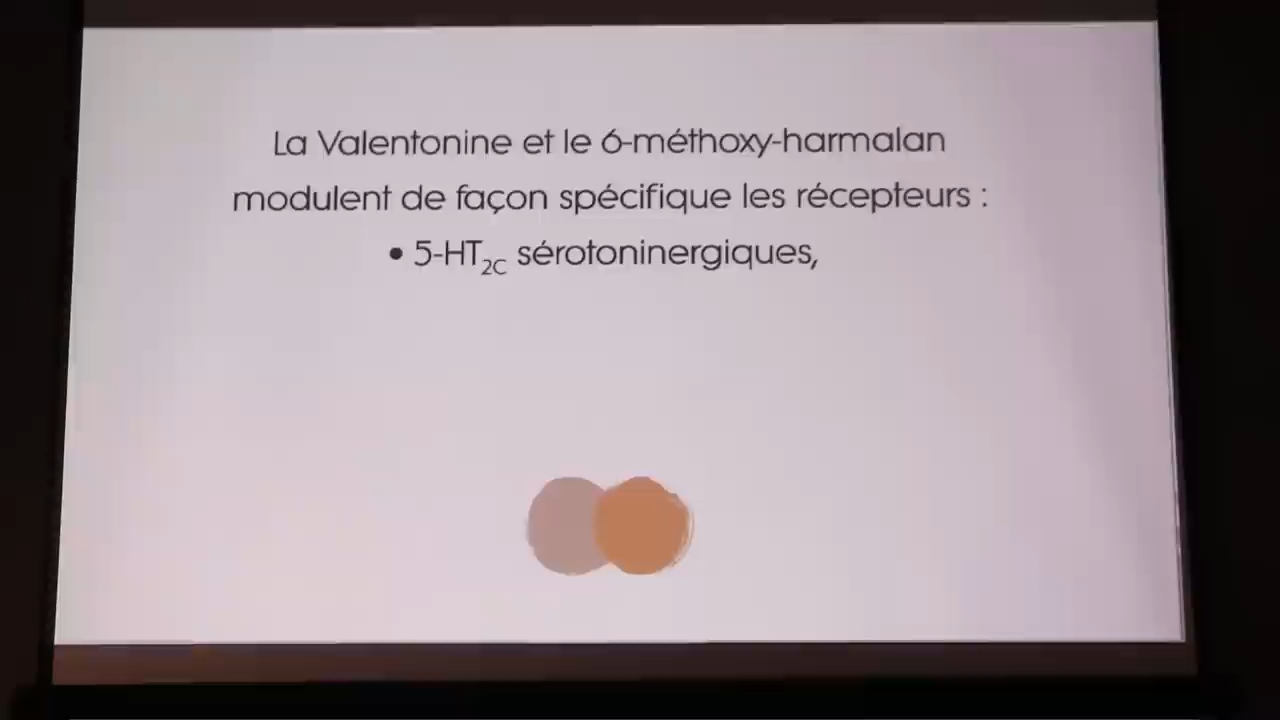 La Valentonine et le 6-méthoxy-harmalan
modulent de façon spécifique les récepteurs :
• 5-HT2C sérotoninergiques,